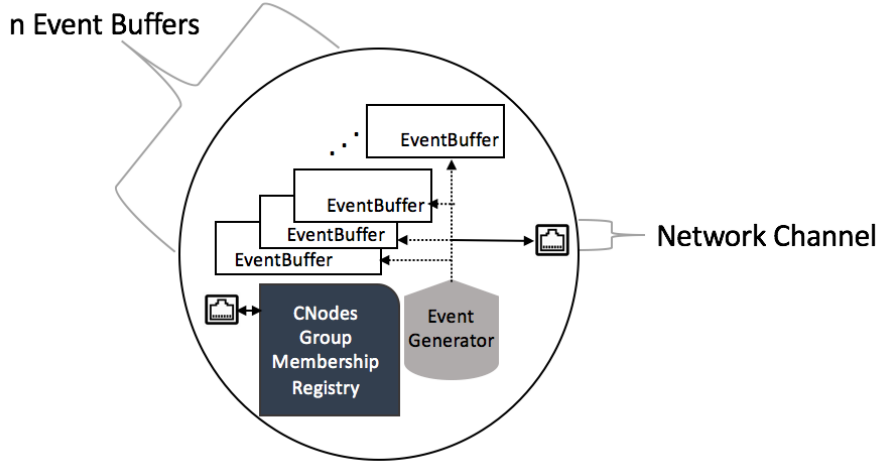 n Event Buffers
EventBuffer
EventBuffer
EventBuffer
EventBuffer
Network Channel
CNodes
Group
Membership
Registry
Event
Generator